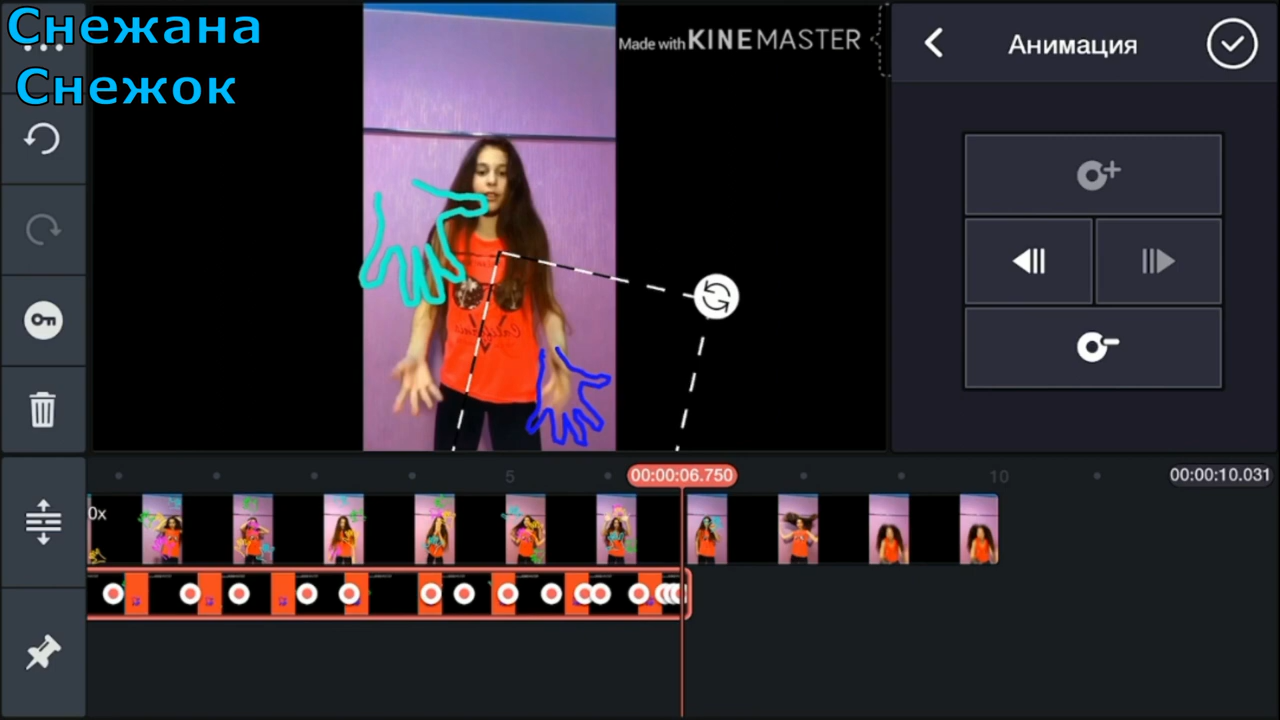 Снежана
Снежок
Made with KINEMASTER
Анимация
5
00:00:06.750
10
00:00:10.031
0x